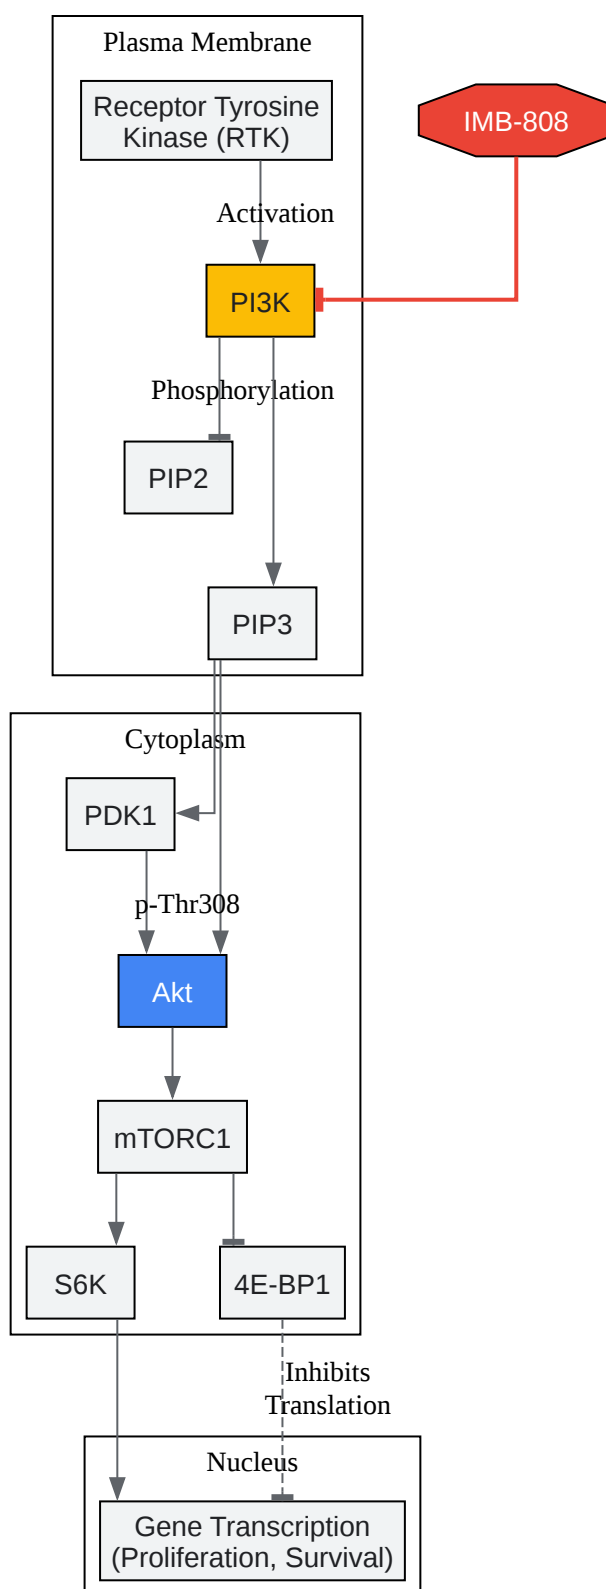 Plasma Membrane
Receptor Tyrosine
Kinase (RTK)
IMB-808
Activation
PI3K
Phosphorylation
PIP2
PIP3
Cytoplasm
PDK1
p-Thr308
Akt
mTORC1
S6K
4E-BP1
Inhibits
Translation
Nucleus
Gene Transcription
(Proliferation, Survival)